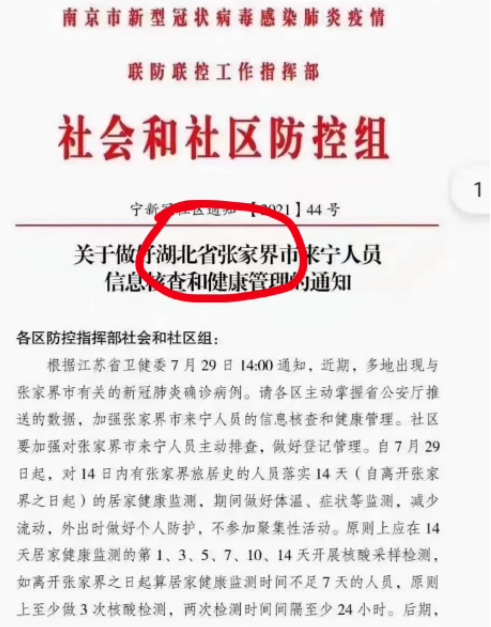 南京市新型冠状病毒感染肺炎疫情
联防联控工作指挥部
社会和社区防控组
宁新冠社区通知【2021】44号
关于做好湖北省张家界市来宁人员
信息核查和健康管理的通知
各区防控指挥部社会和社区组：
根据江苏省卫健委7月29日14:00通知，近期，多地出现与
张家界市有关的新冠肺炎确诊病例。请各区主动掌握省公安厅推
送的数据，加强张家界市来宁人员的信息核查和健康管理。社区
要加强对张家界市来宁人员主动排查，做好登记管理。自7月29
日起，对14日内有张家界旅居史的人员落实14天（自离开张家
界之日起）的居家健康监测，期间做好体温、症状等监测，减少
流动，外出时做好个人防护，不参加聚集性活动。原则上应在14
天居家健康监测的第1、3、5、7、10、14天开展核酸采样检测，
如离开张家界之日起算居家健康监测时间不足7天的人员，原则
上至少做3次核酸检测，两次检测时间间隔至少24小时。后期，
1